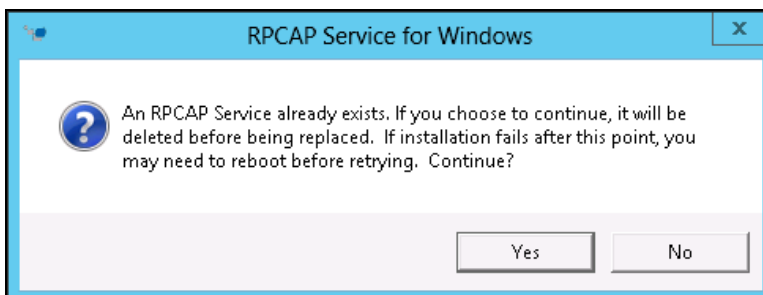 RPCAP Service for Windows
x
An RPCAP Service already exists. If you choose to continue, it will be
deleted before being replaced.  If installation fails after this point, you
may need to reboot before retrying.  Continue?
Yes
No